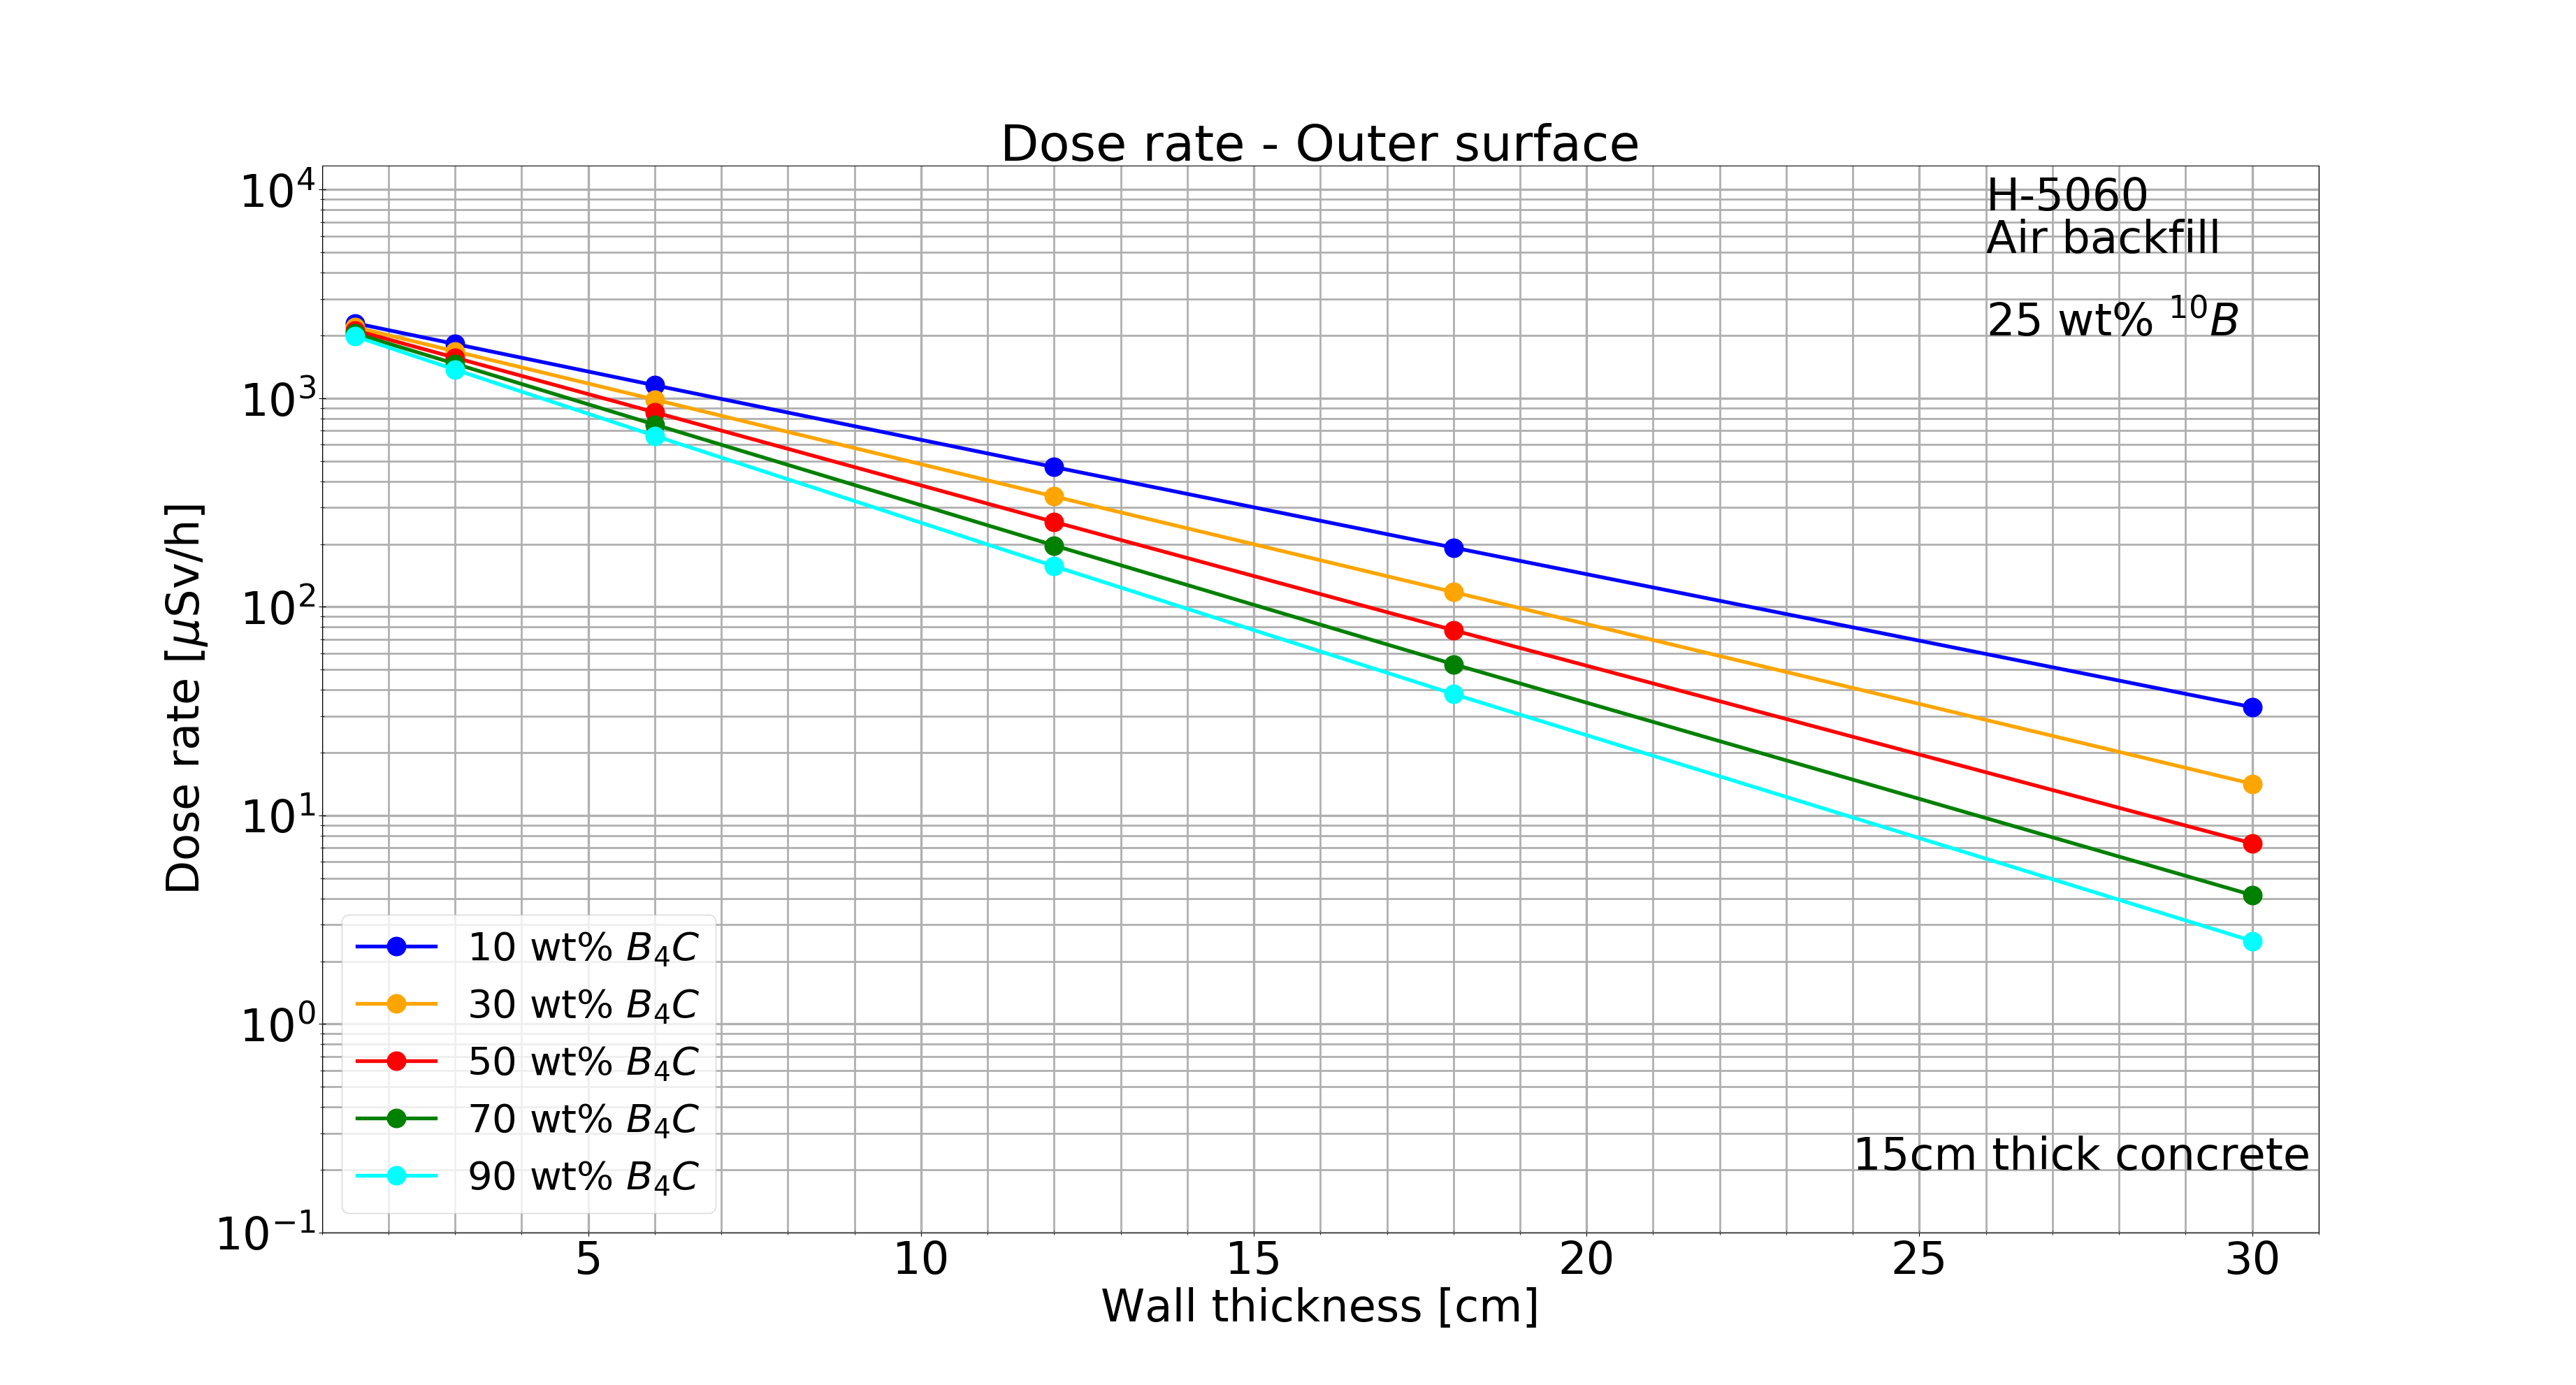 Dose rate - Outer surface
10⁴
10³
10²
10¹
10⁰
10⁻¹
Dose rate [μSv/h]
H-5060
Air backfill
25 wt% ¹⁰B
10 wt% B₄C
30 wt% B₄C
50 wt% B₄C
70 wt% B₄C
90 wt% B₄C
15cm thick concrete
5 10 15 20 25 30
Wall thickness [cm]